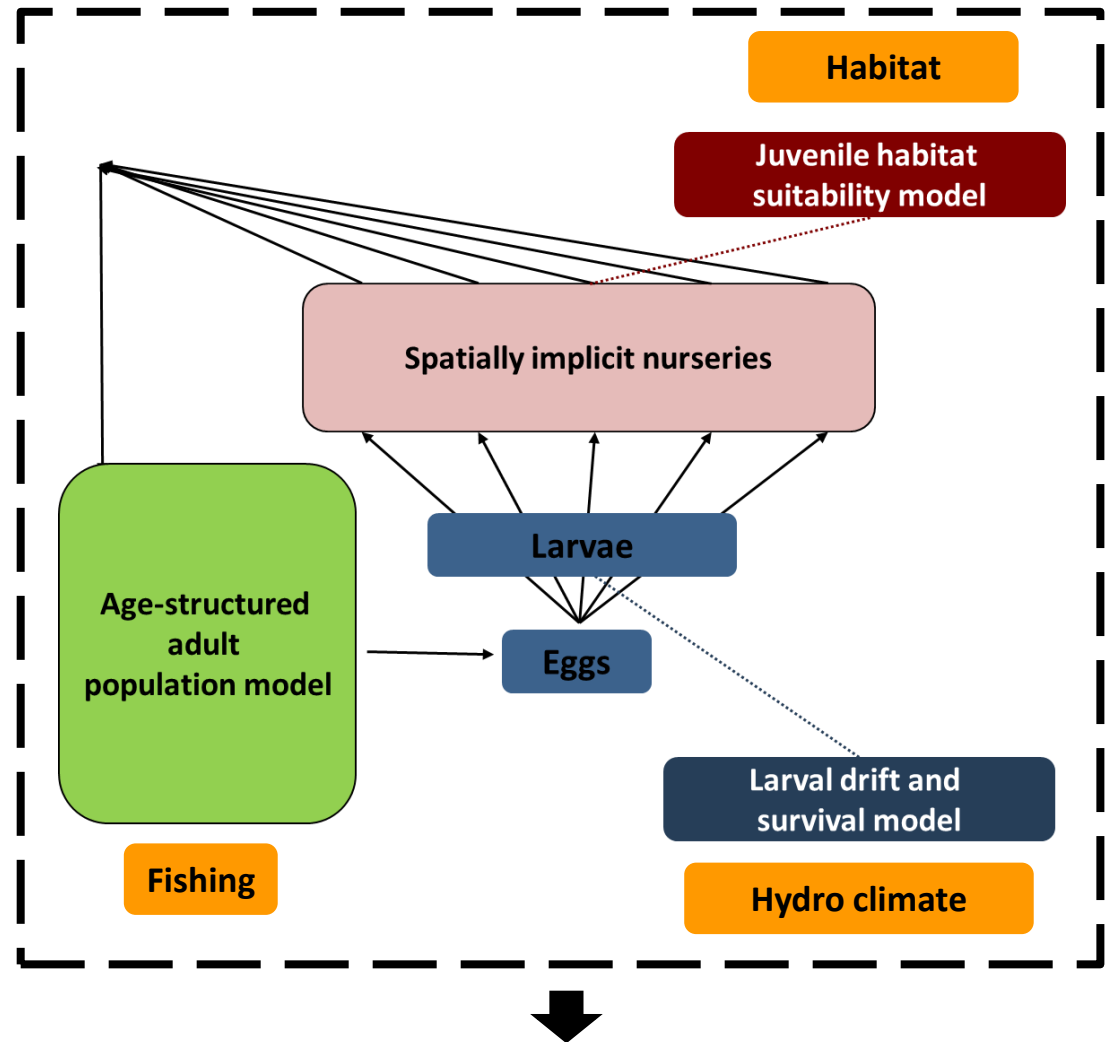 Habitat
Juvenile habitat
suitability model
Spatially implicit nurseries
Larvae
Age-structured
adult
population model
Eggs
Larval drift and
survival model
Fishing
Hydro climate